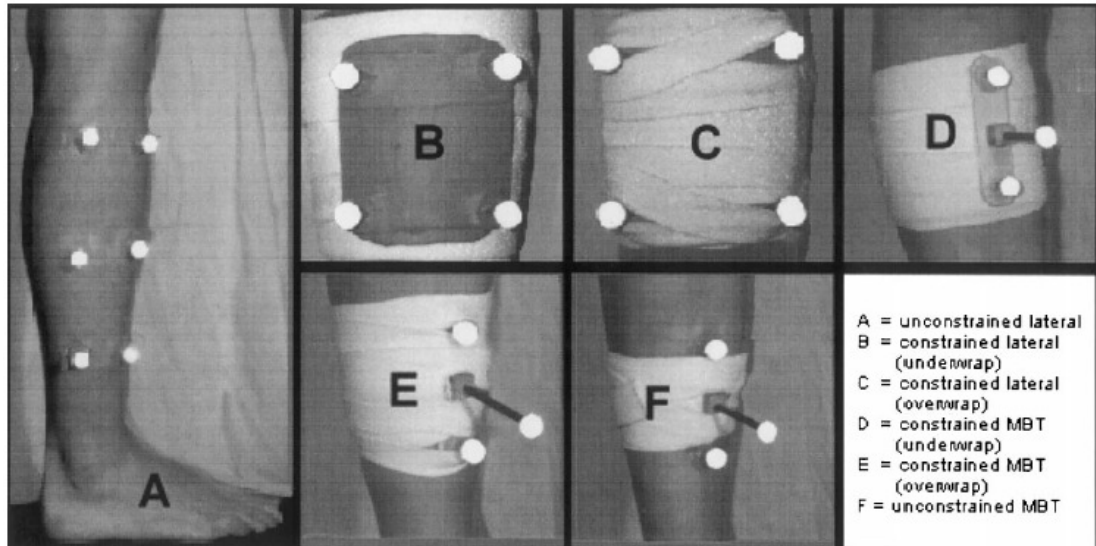 B
C
D
A
E
F
A = unconstrained lateral
B = constrained lateral
(underwrap)
C = constrained lateral
(overwrap)
D = constrained MBT
(underwrap)
E = constrained MBT
(overwrap)
F = unconstrained MBT